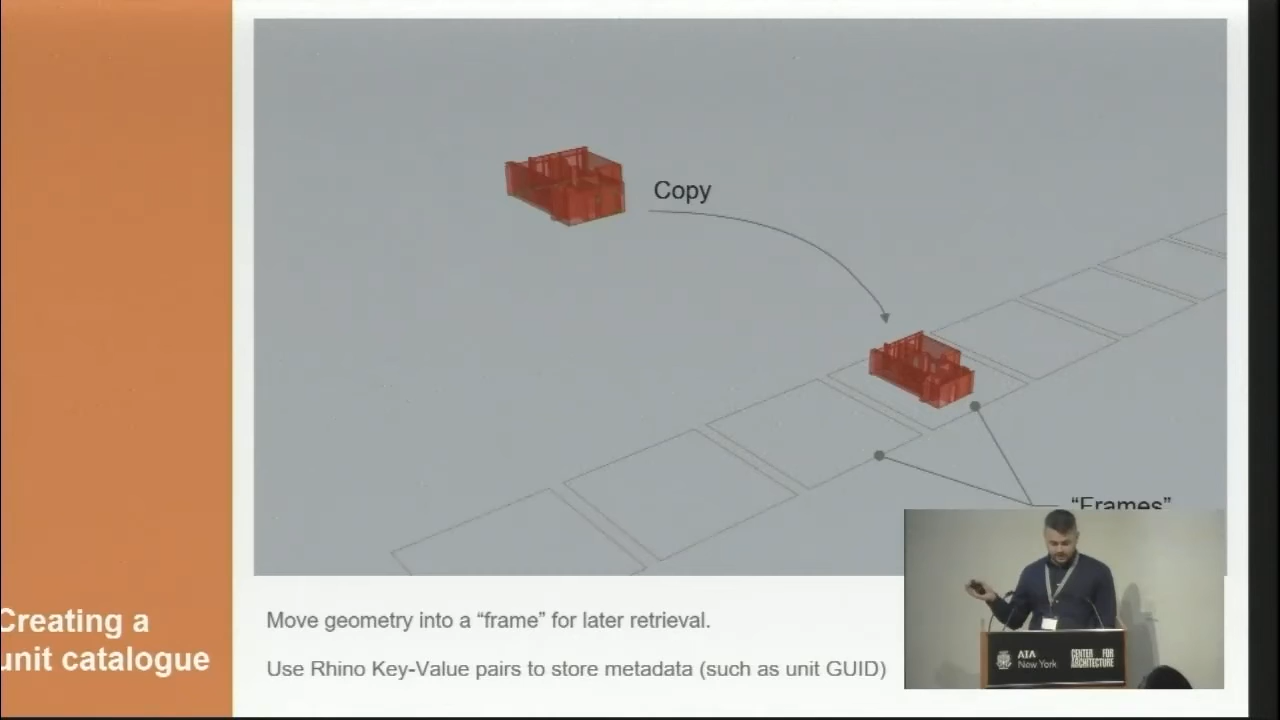 Copy
“Frames”
Creating a
unit catalogue
Move geometry into a “frame” for later retrieval.
Use Rhino Key-Value pairs to store metadata (such as unit GUID)
AIA
New York
CENTER FOR
ARCHITECTURE